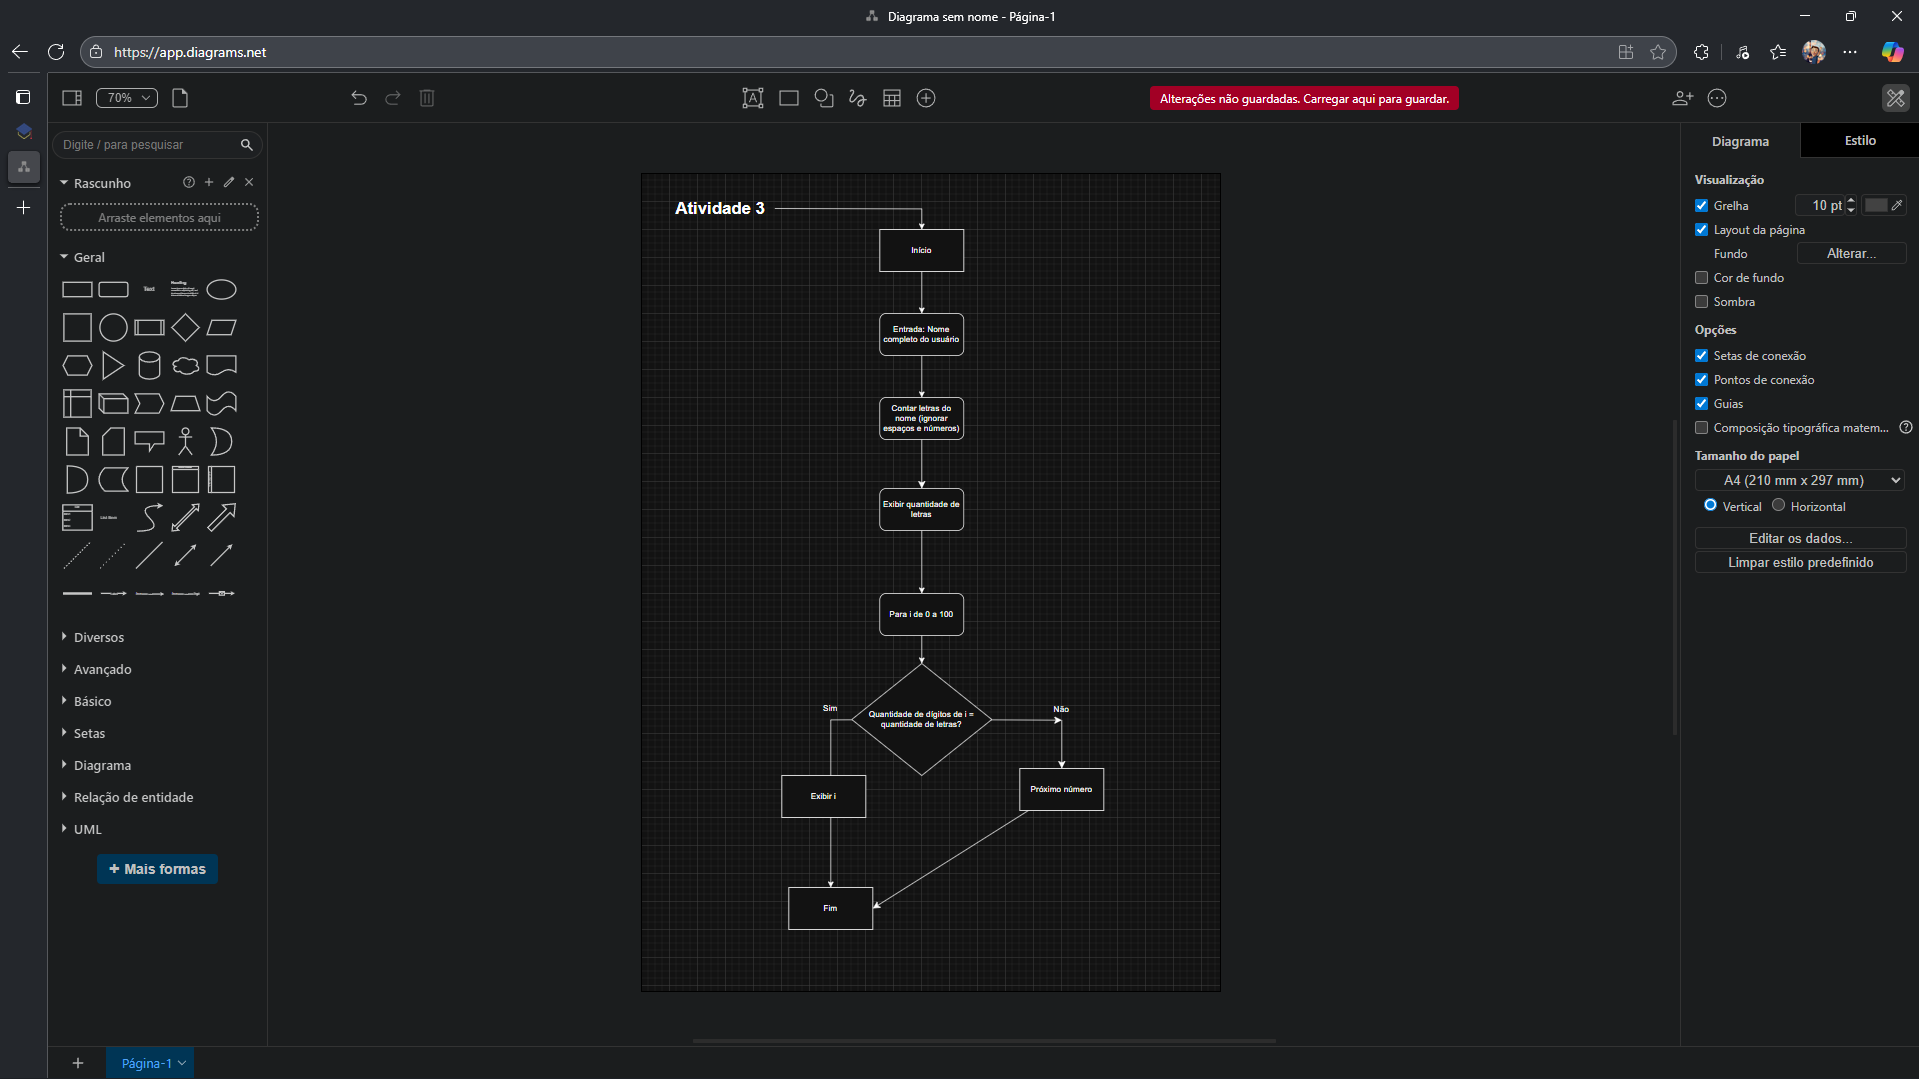 Diagrama sem nome - Página-1
https://app.diagrams.net
70%
Alterações não guardadas. Carregar aqui para guardar.
Digite / para pesquisar
Rascunho
Arraste elementos aqui
Geral
Text
Heading
List Item
Diversos
Avançado
Básico
Setas
Diagrama
Relação de entidade
UML
+ Mais formas
Atividade 3
Início
Entrada: Nome
completo do usuário
Contar letras do
nome (ignorar
espaços e números)
Exibir quantidade de
letras
Para i de 0 a 100
Sim
Quantidade de dígitos de i =
quantidade de letras?
Não
Exibir i
Próximo número
Fim
Diagrama
Estilo
Visualização
Grelha
10 pt
Layout da página
Fundo
Alterar...
Cor de fundo
Sombra
Opções
Setas de conexão
Pontos de conexão
Guias
Composição tipográfica matem...
Tamanho do papel
A4 (210 mm x 297 mm)
Vertical
Horizontal
Editar os dados...
Limpar estilo predefinido
Página-1